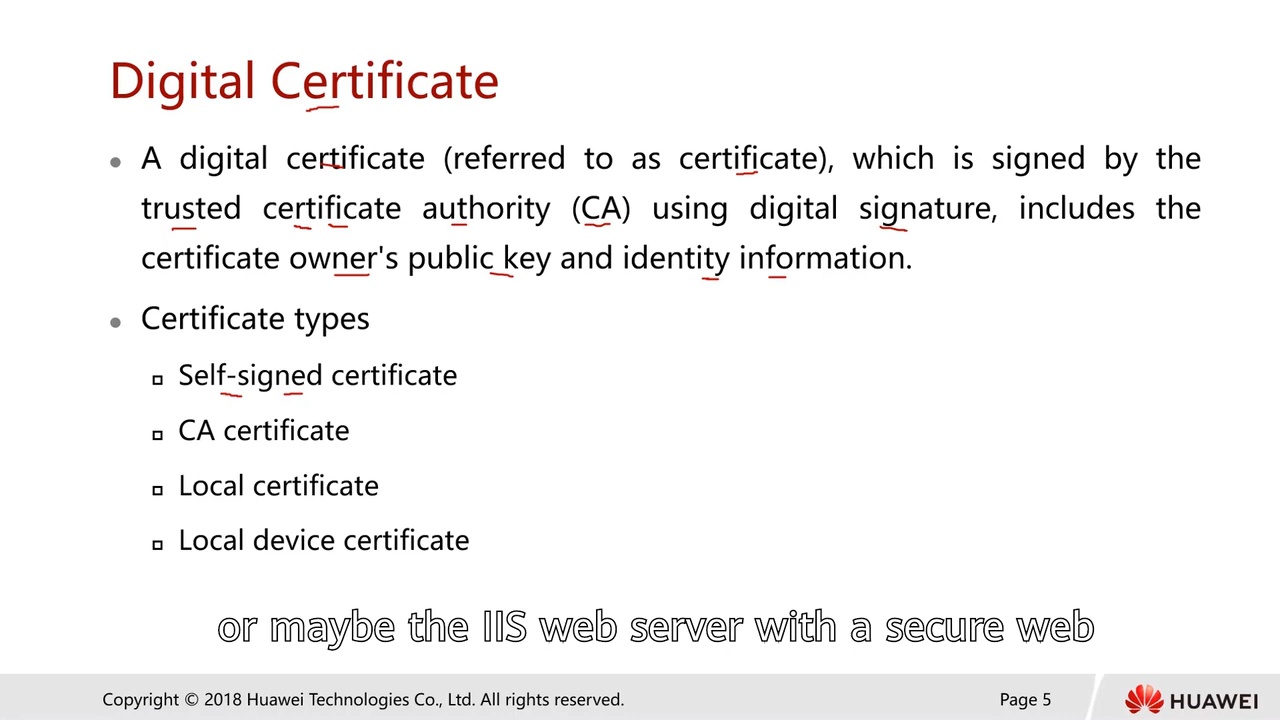 Digital Certificate
A digital certificate (referred to as certificate), which is signed by the
trusted certificate authority (CA) using digital signature, includes the
certificate owner's public key and identity information.
Certificate types
Self-signed certificate
CA certificate
Local certificate
Local device certificate
or maybe the IIS web server with a secure web
Copyright © 2018 Huawei Technologies Co., Ltd. All rights reserved.
Page 5
HUAWEI